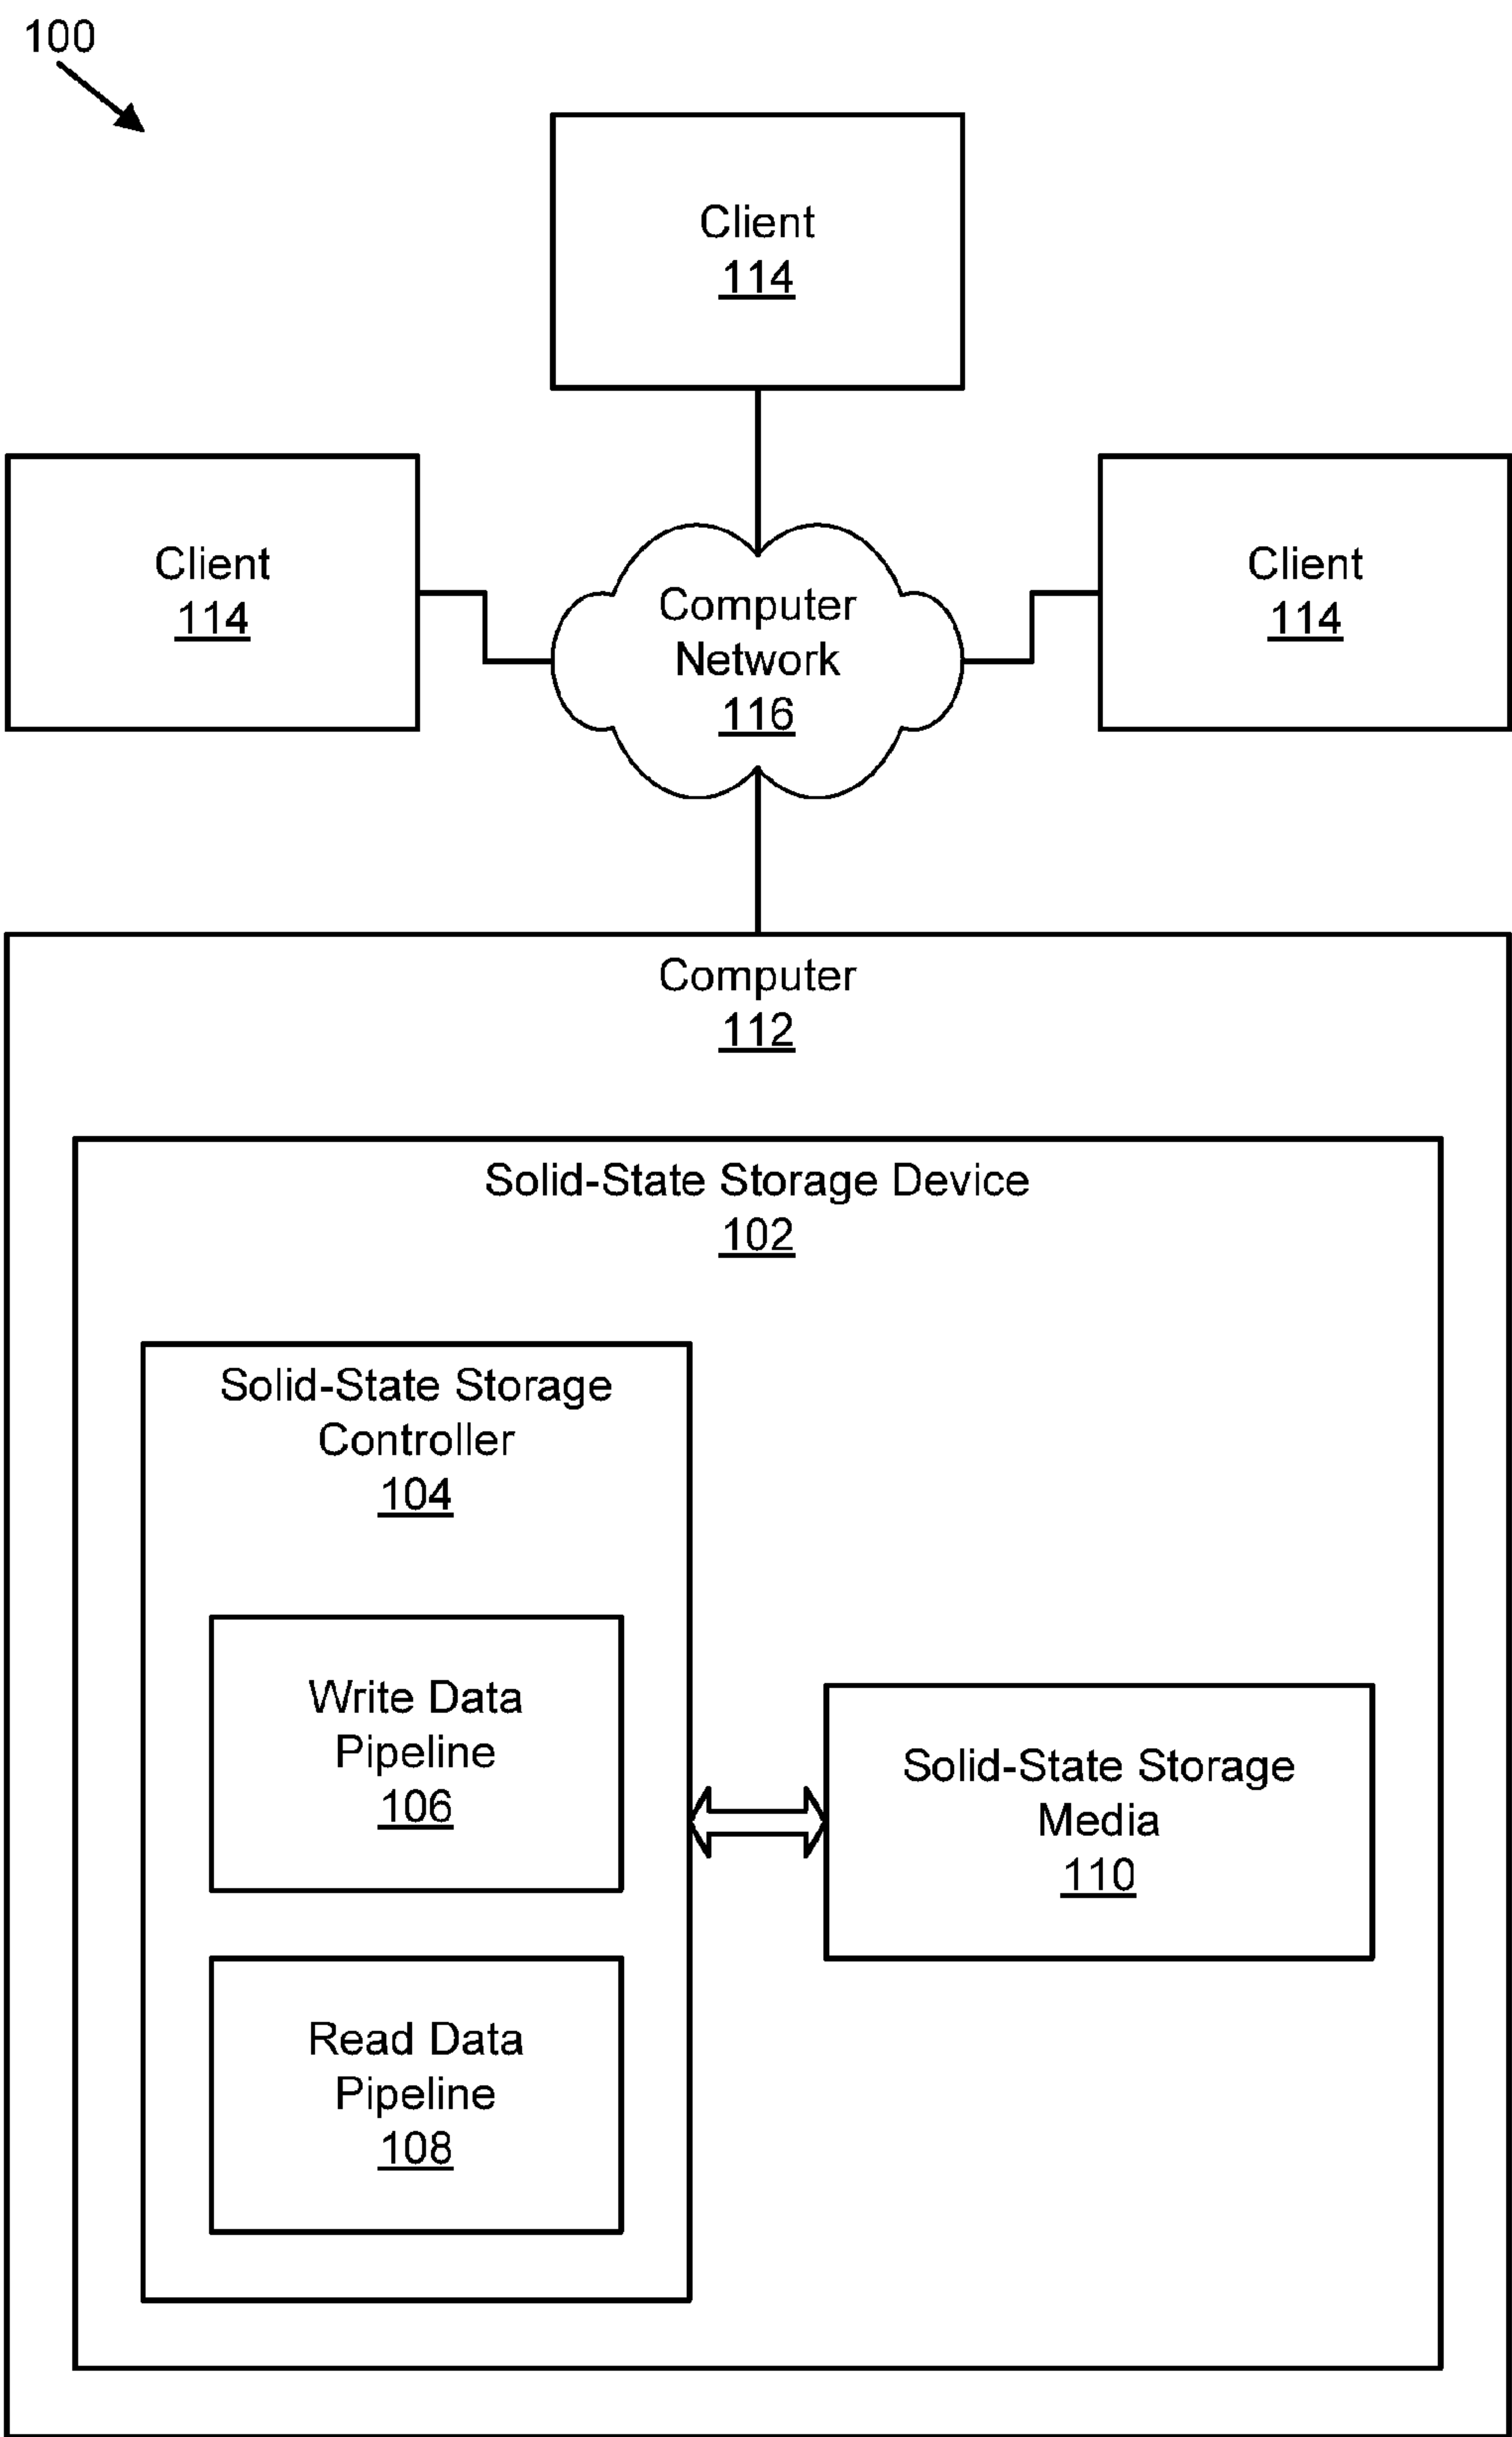 100
Client
114
Client
114
Client
114
Computer
Network
116
Computer
112
Solid-State Storage Device
102
Solid-State Storage
Controller
104
Write Data
Pipeline
106
Solid-State Storage
Media
110
Read Data
Pipeline
108